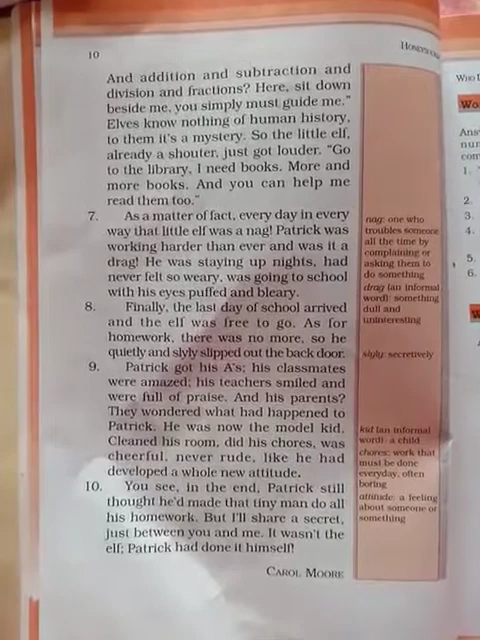 10
HONEYSUCKLE
And addition and subtraction and
division and fractions? Here, sit down
beside me, you simply must guide me."
Elves know nothing of human history,
to them it's a mystery. So the little elf,
already a shouter, just got louder. "Go
to the library, I need books. More and
more books. And you can help me
read them too."
7. As a matter of fact, every day in every
way that little elf was a nag! Patrick was
working harder than ever and was it a
drag! He was staying up nights, had
never felt so weary, was going to school
with his eyes puffed and bleary.
8. Finally, the last day of school arrived
and the elf was free to go. As for
homework, there was no more, so he
quietly and slyly slipped out the back door.
9. Patrick got his A's; his classmates
were amazed; his teachers smiled and
were full of praise. And his parents?
They wondered what had happened to
Patrick. He was now the model kid.
Cleaned his room, did his chores, was
cheerful, never rude, like he had
developed a whole new attitude.
10. You see, in the end, Patrick still
thought he'd made that tiny man do all
his homework. But I'll share a secret,
just between you and me. It wasn't the
elf; Patrick had done it himself!
CAROL MOORE
nag: one who
troubles someone
all the time by
complaining or
asking them to
do something
drag (an informal
word): something
dull and
uninteresting
slyly: secretively
kid (an informal
word): a child
chores: work that
must be done
everyday, often
boring
attitude: a feeling
about someone or
something
WHO
Wo
Ans
num
com
1.
2.
3.
4.
5.
6.
W